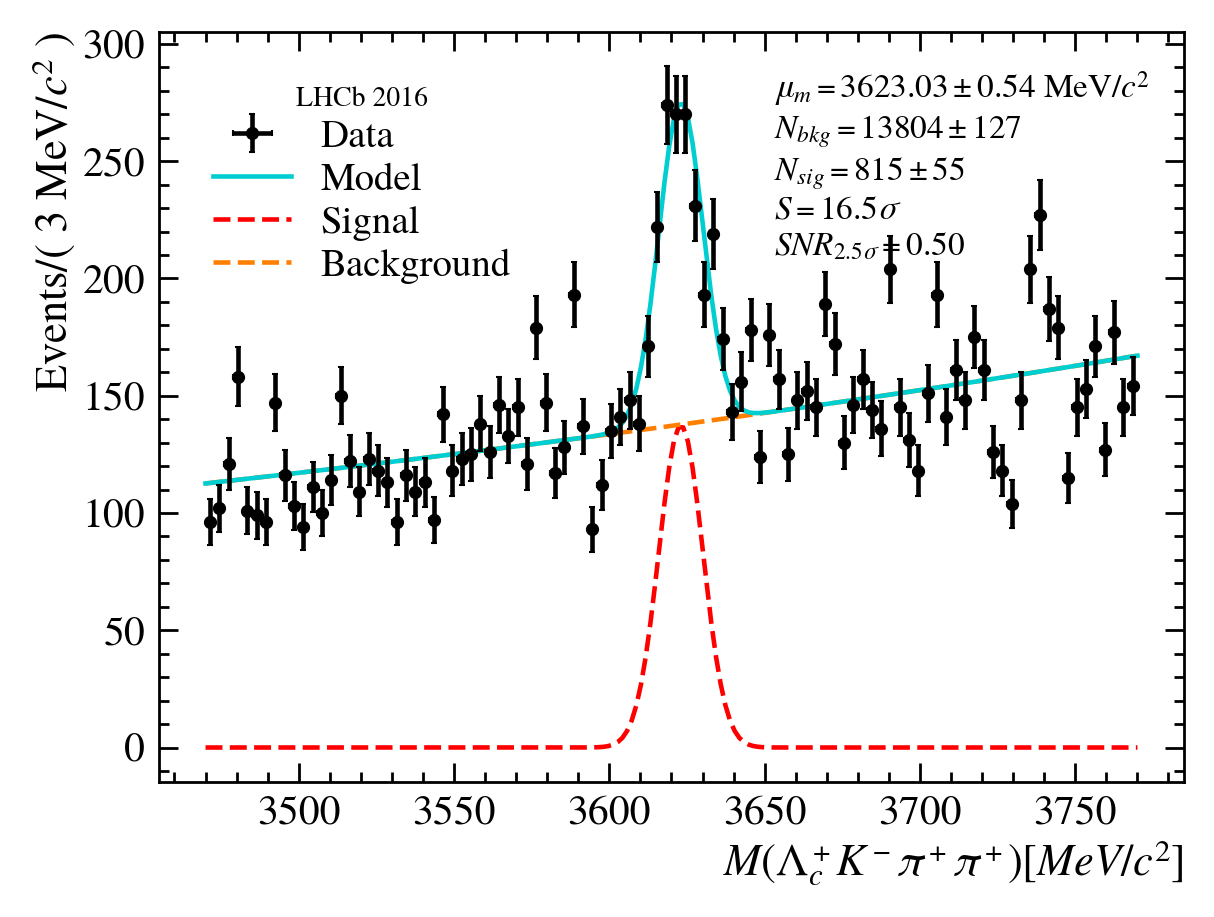 Events/( 3 MeV/c² )
300
250
200
150
100
50
0
LHCb 2016
Data
Model
Signal
Background
μₘ = 3623.03 ± 0.54 MeV/c²
N_bkg = 13804 ± 127
N_sig = 815 ± 55
S = 16.5σ
SNR_2.5σ = 0.50
3500 3550 3600 3650 3700 3750
M(Λ_c^+ K^- π^+ π^+)[MeV/c²]